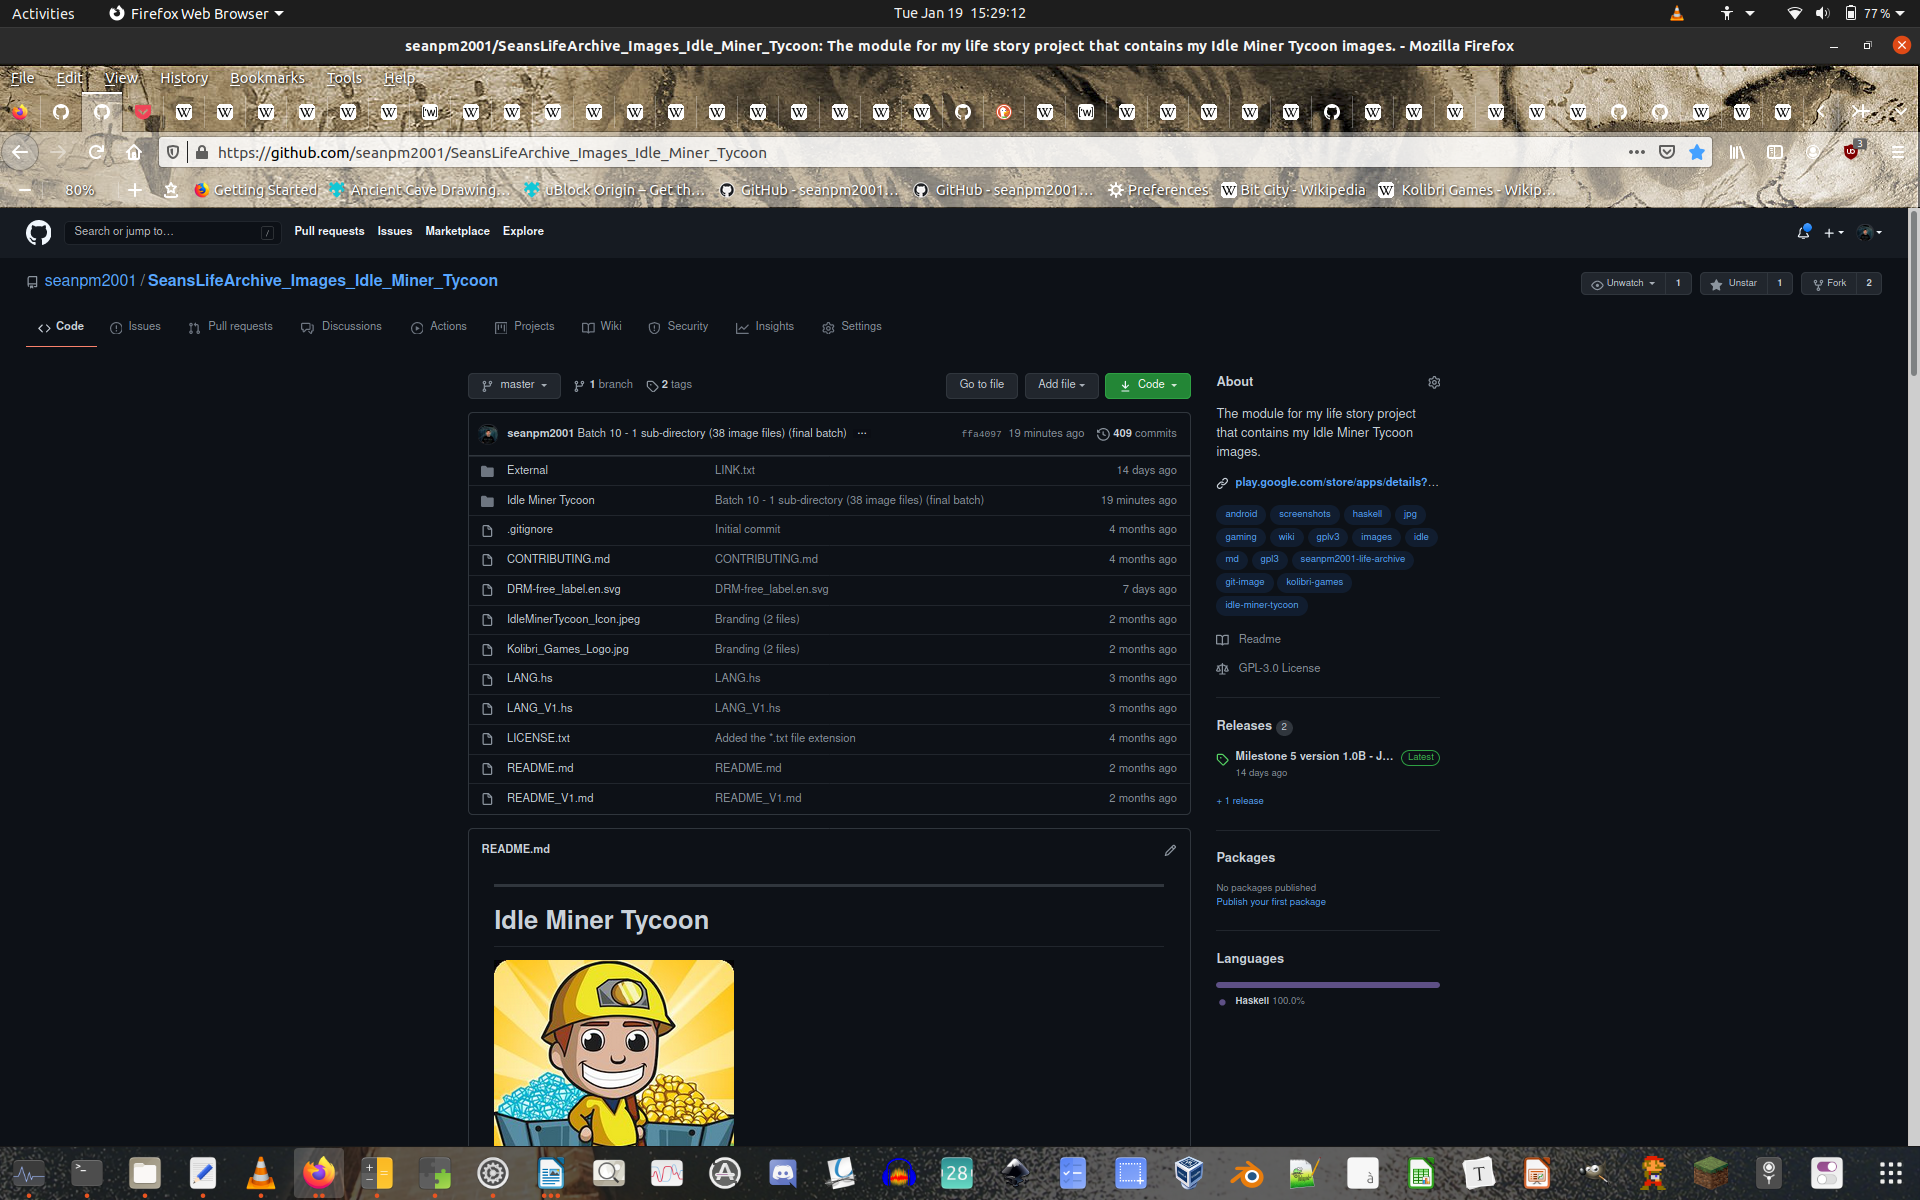 Activities Firefox Web Browser Tue Jan 19 15:29:12 77 %
seanpm2001/SeansLifeArchive_Images_Idle_Miner_Tycoon: The module for my life story project that contains my Idle Miner Tycoon images. - Mozilla Firefox
File Edit View History Bookmarks Tools Help
https://github.com/seanpm2001/SeansLifeArchive_Images_Idle_Miner_Tycoon 3
80% Getting Started Ancient Cave Drawing… uBlock Origin – Get th… GitHub - seanpm2001… GitHub - seanpm2001… Preferences Bit City - Wikipedia Kolibri Games - Wikip…
Search or jump to… / Pull requests Issues Marketplace Explore
seanpm2001 / SeansLifeArchive_Images_Idle_Miner_Tycoon Unwatch 1 Unstar 1 Fork 2
Code Issues Pull requests Discussions Actions Projects Wiki Security Insights Settings
master 1 branch 2 tags Go to file Add file Code
seanpm2001 Batch 10 - 1 sub-directory (38 image files) (final batch) … ffa4097 19 minutes ago 409 commits
External LINK.txt 14 days ago
Idle Miner Tycoon Batch 10 - 1 sub-directory (38 image files) (final batch) 19 minutes ago
.gitignore Initial commit 4 months ago
CONTRIBUTING.md CONTRIBUTING.md 4 months ago
DRM-free_label.en.svg DRM-free_label.en.svg 7 days ago
IdleMinerTycoon_Icon.jpeg Branding (2 files) 2 months ago
Kolibri_Games_Logo.jpg Branding (2 files) 2 months ago
LANG.hs LANG.hs 3 months ago
LANG_V1.hs LANG_V1.hs 3 months ago
LICENSE.txt Added the *.txt file extension 4 months ago
README.md README.md 2 months ago
README_V1.md README_V1.md 2 months ago
README.md
Idle Miner Tycoon
About
The module for my life story project
that contains my Idle Miner Tycoon
images.
play.google.com/store/apps/details?…
android screenshots haskell jpg
gaming wiki gplv3 images idle
md gpl3 seanpm2001-life-archive
git-image kolibri-games
idle-miner-tycoon
Readme
GPL-3.0 License
Releases 2
Milestone 5 version 1.0B - J… Latest
14 days ago
+ 1 release
Packages
No packages published
Publish your first package
Languages
Haskell 100.0%
28